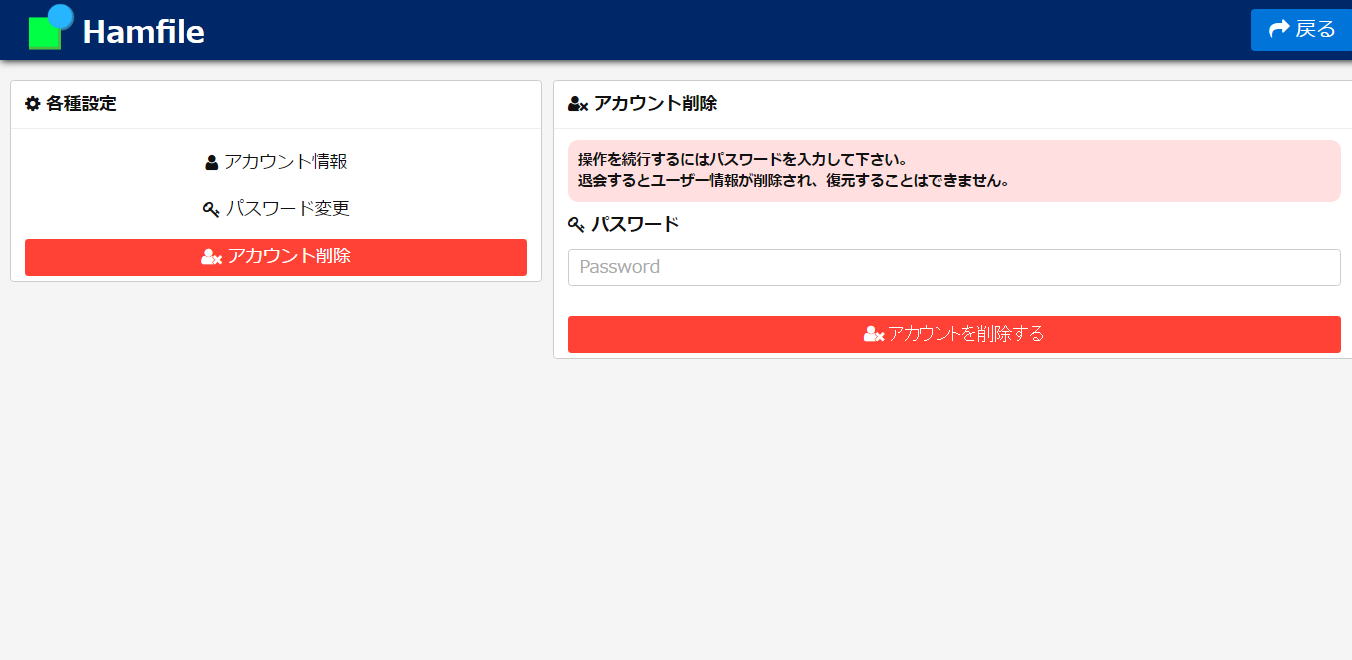 Hamfile
戻る
各種設定
アカウント情報
パスワード変更
アカウント削除
アカウント削除
操作を続行するにはパスワードを入力して下さい。
退会するとユーザー情報が削除され、復元することはできません。
パスワード
Password
アカウントを削除する